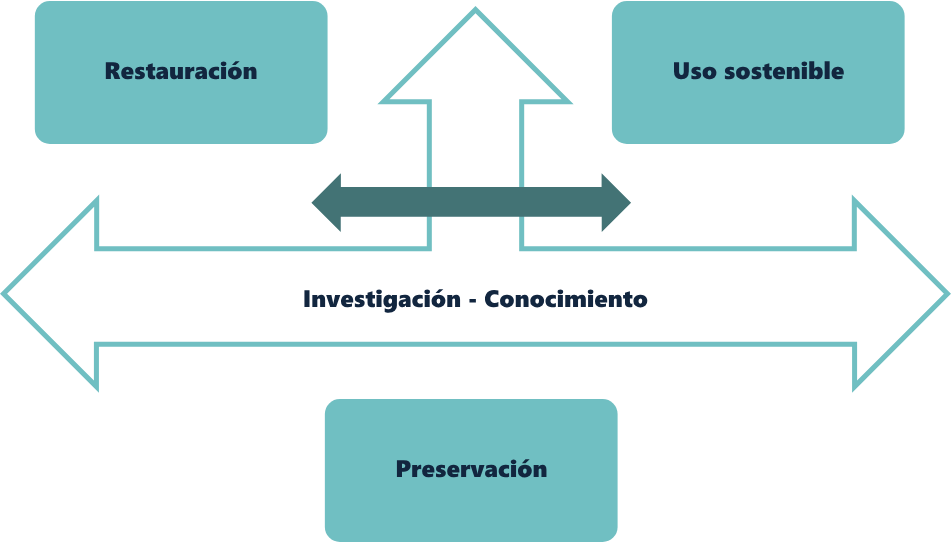 Restauración
Uso sostenible
Investigación - Conocimiento
Preservación